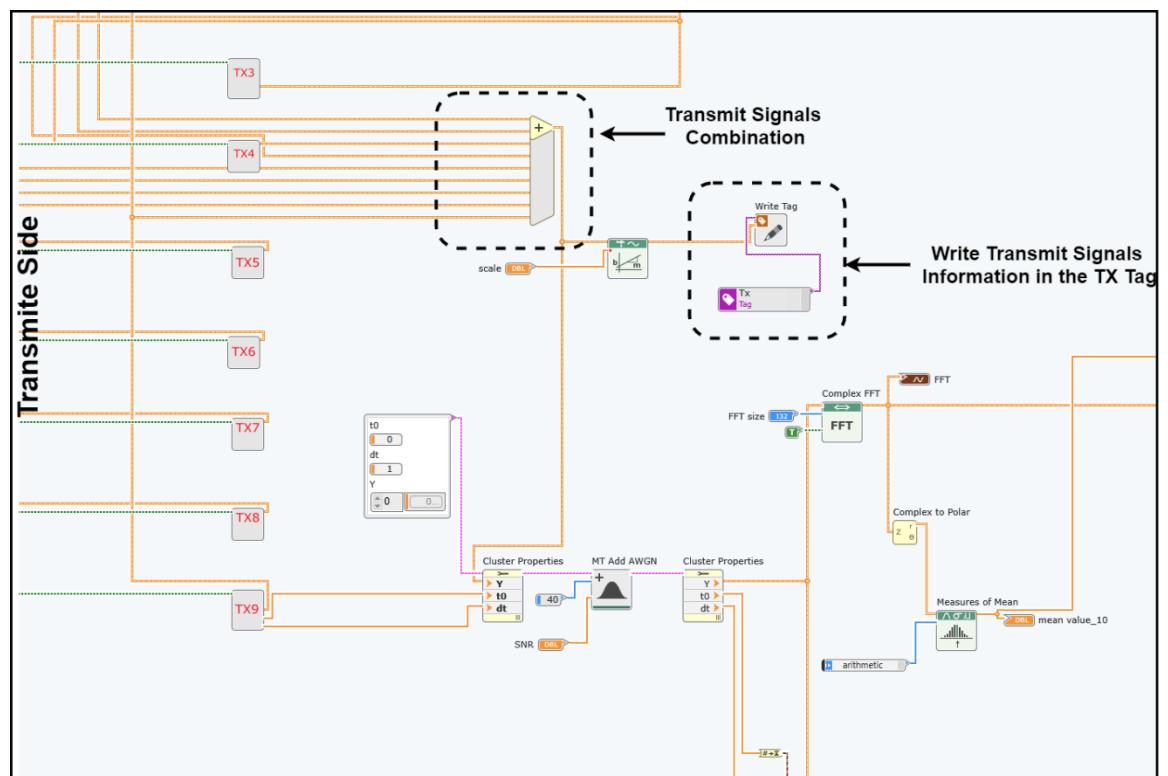 TX3
Transmit Signals
Combination
+
TX4
Write Tag
Transmite Side
TX5
scale
DBL
b
m
Write Transmit Signals
Information in the TX Tag
Tx
Tag
TX6
Complex FFT
FFT
FFT size
I32
FFT
T
TX7
t0
0
dt
1
Y
0
0...
TX8
Complex to Polar
z
r
θ
Cluster Properties
MT Add AWGN
Cluster Properties
Y
t0
dt
40
+
Y
t0
dt
TX9
SNR
DBL
Measures of Mean
DBL
mean value_10
arithmetic